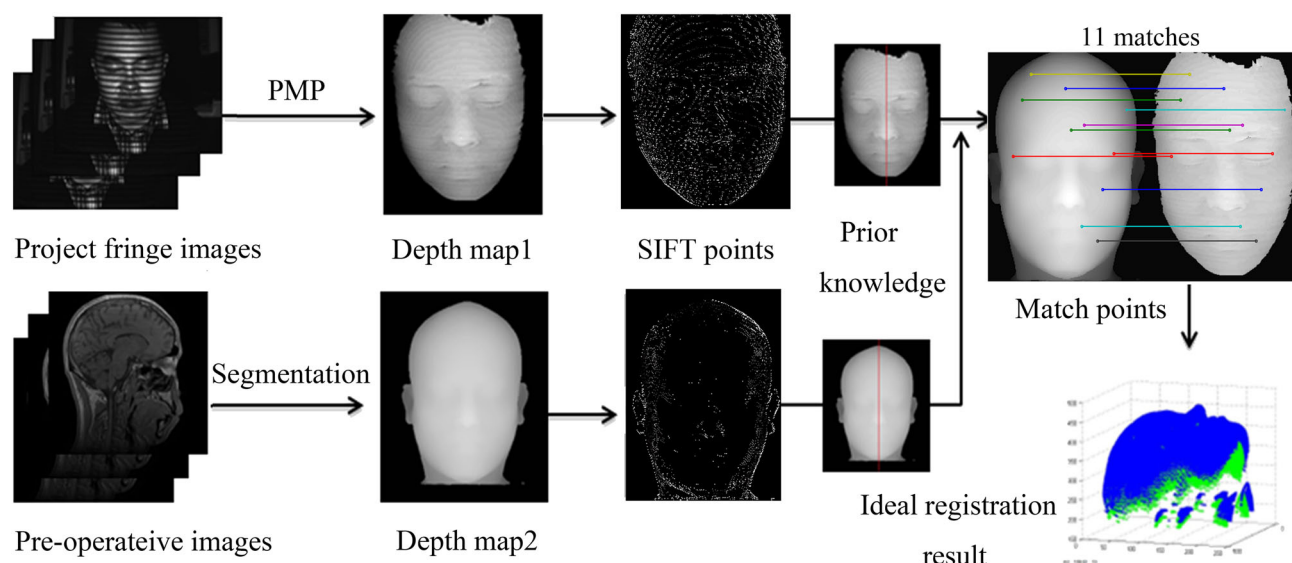 11 matches
PMP
Project fringe images
Depth map1
SIFT points
Prior
knowledge
Match points
Segmentation
Pre-operateive images
Depth map2
Ideal registration
result